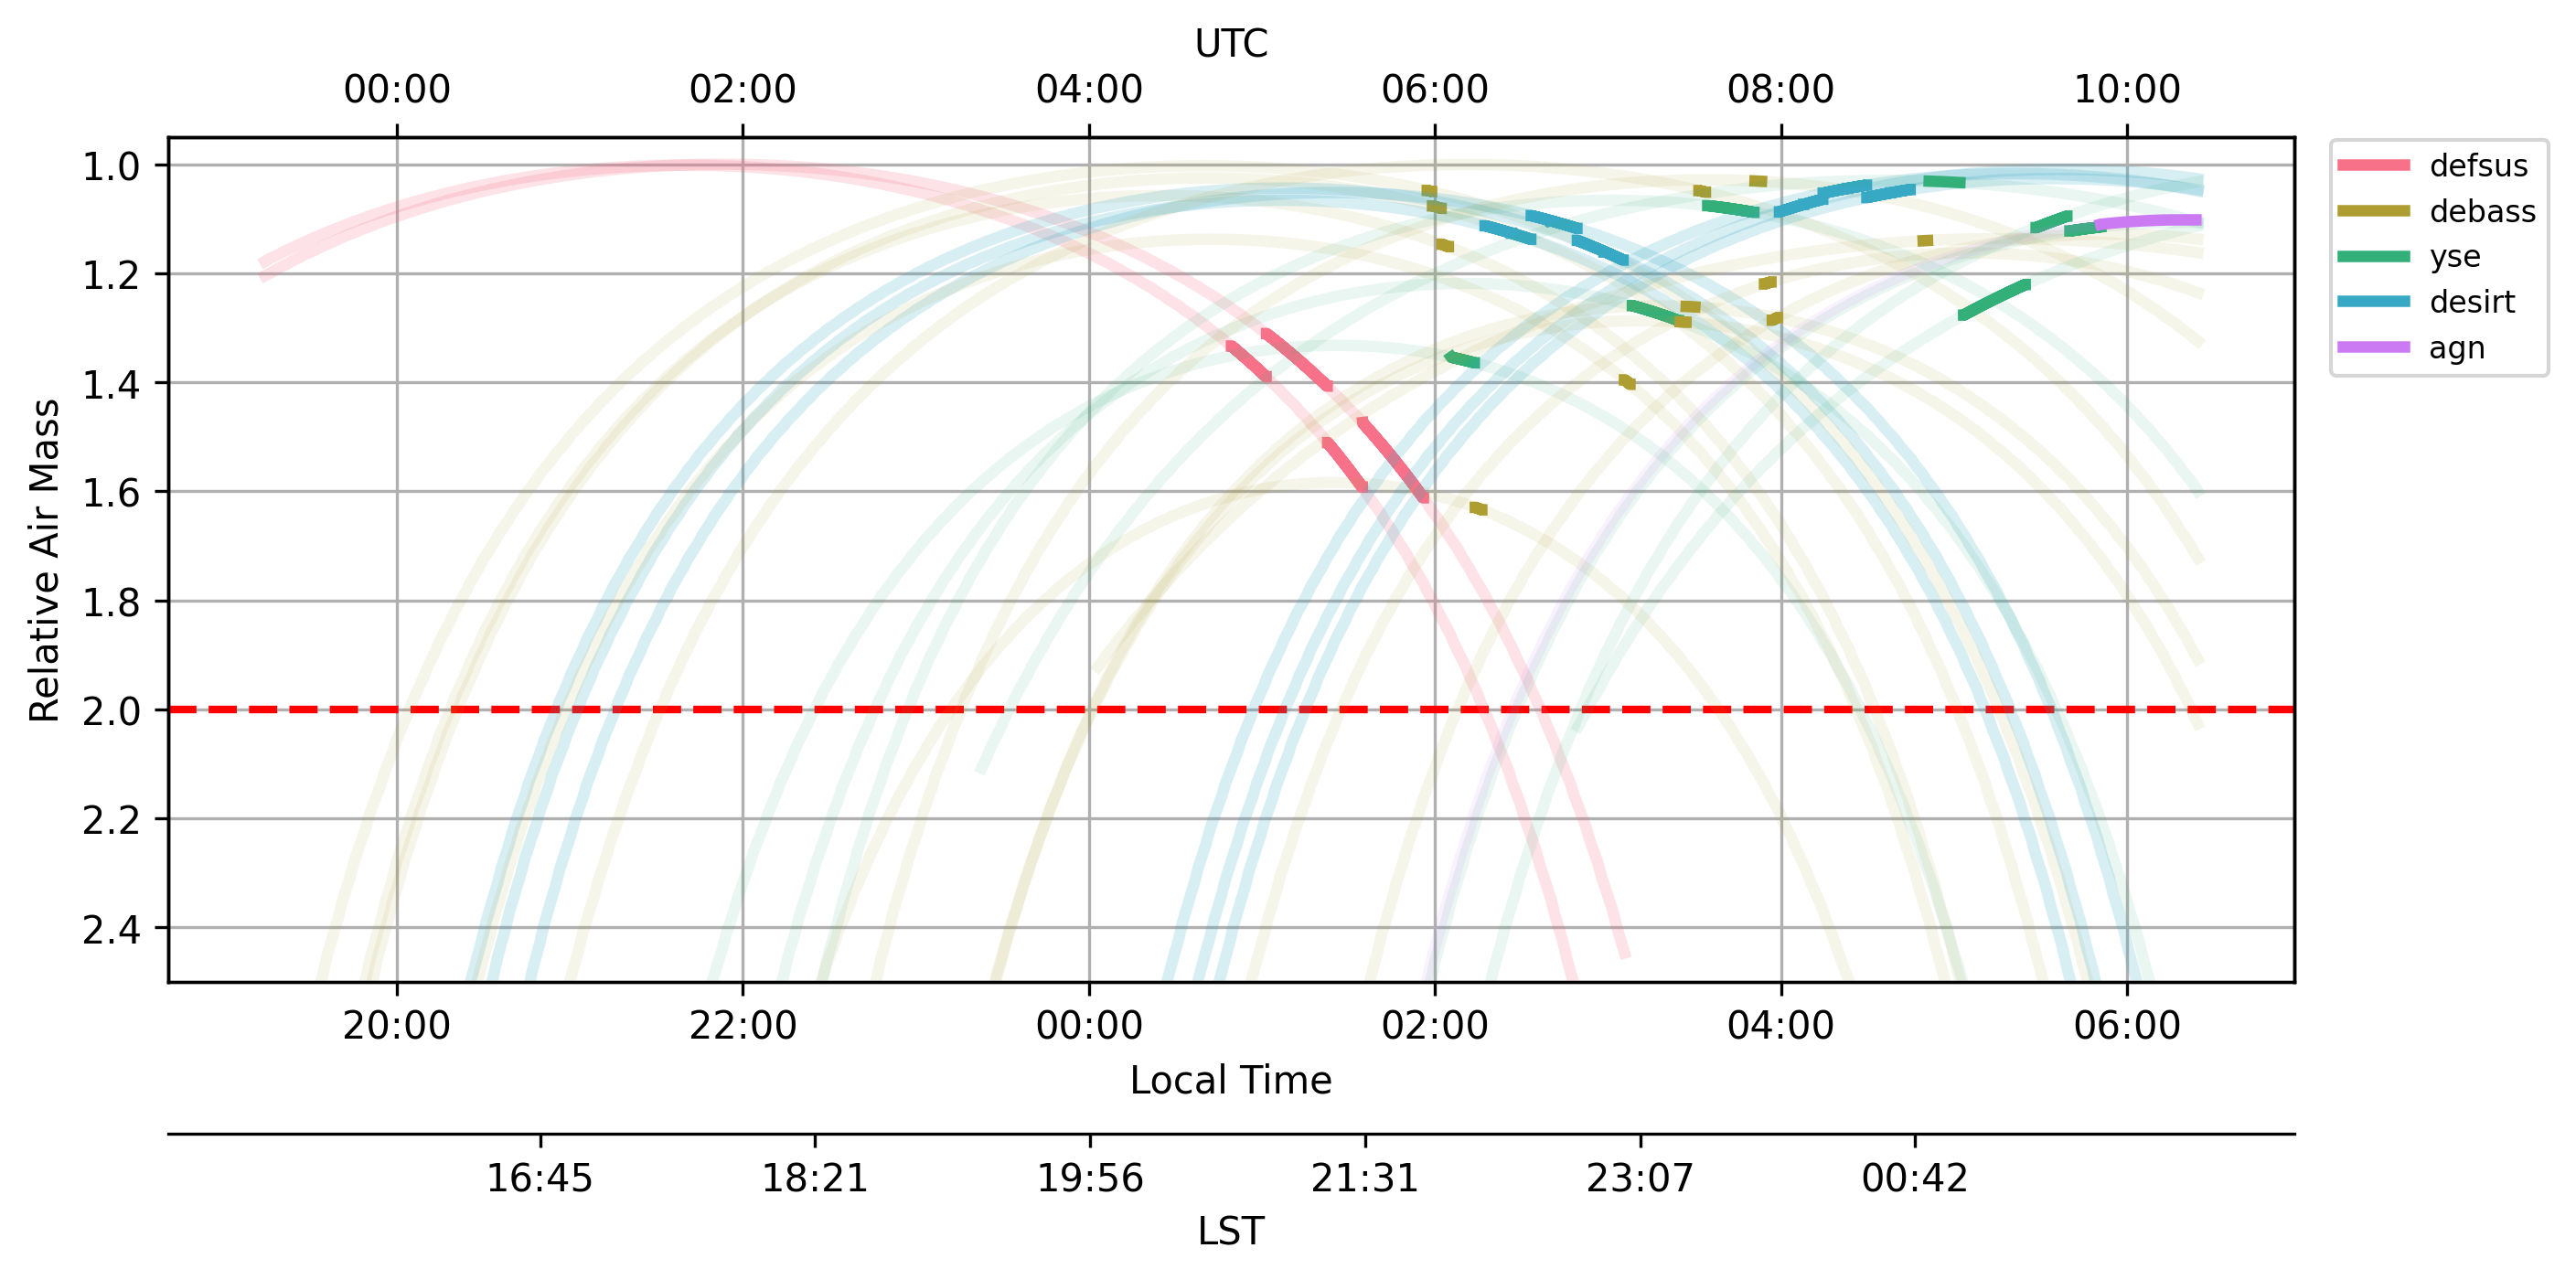 UTC
00:00 02:00 04:00 06:00 08:00 10:00
1.0
1.2
1.4
1.6
1.8
2.0
2.2
2.4
Relative Air Mass
defsus
debass
yse
desirt
agn
20:00 22:00 00:00 02:00 04:00 06:00
Local Time
16:45 18:21 19:56 21:31 23:07 00:42
LST